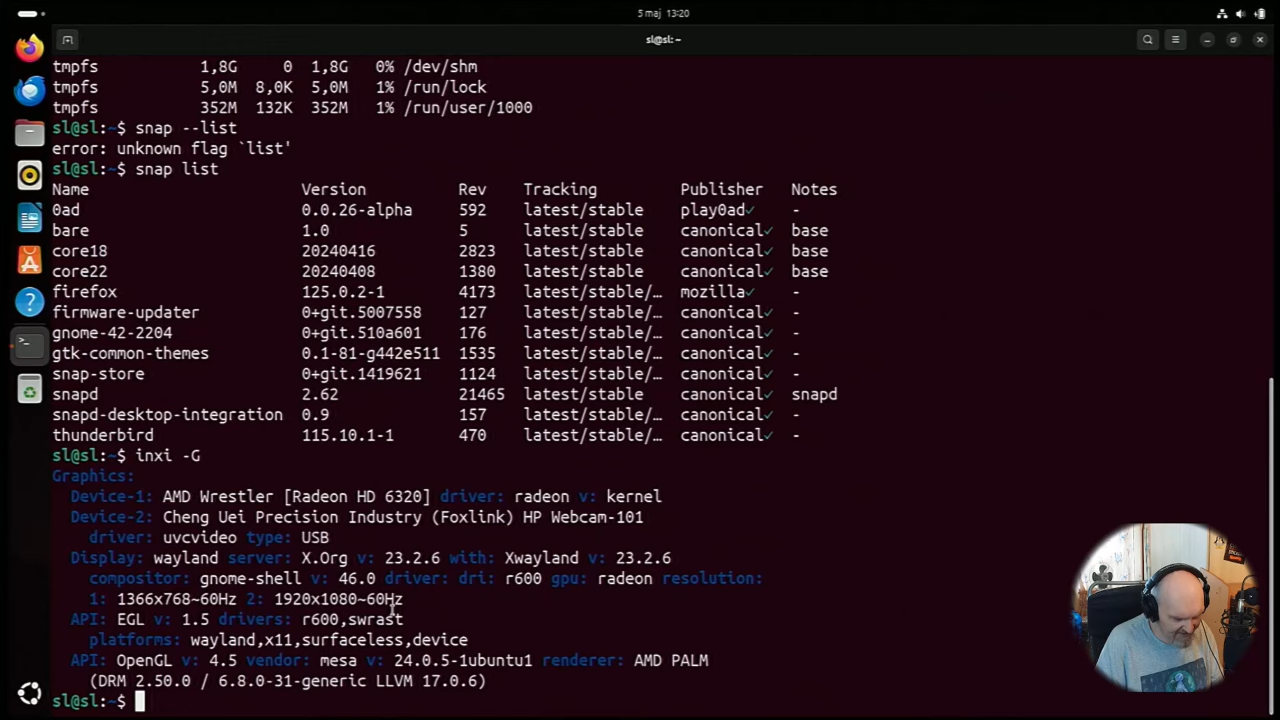 5 maj 13:20
sl@sl: ~
tmpfs 1,8G 0 1,8G 0% /dev/shm
tmpfs 5,0M 8,0K 5,0M 1% /run/lock
tmpfs 352M 132K 352M 1% /run/user/1000
sl@sl:~$ snap --list
error: unknown flag `list'
sl@sl:~$ snap list
Name Version Rev Tracking Publisher Notes
0ad 0.0.26-alpha 592 latest/stable play0ad✓ -
bare 1.0 5 latest/stable canonical✓ base
core18 20240416 2823 latest/stable canonical✓ base
core22 20240408 1380 latest/stable canonical✓ base
firefox 125.0.2-1 4173 latest/stable/… mozilla✓ -
firmware-updater 0+git.5007558 127 latest/stable/… canonical✓ -
gnome-42-2204 0+git.510a601 176 latest/stable/… canonical✓ -
gtk-common-themes 0.1-81-g442e511 1535 latest/stable/… canonical✓ -
snap-store 0+git.1419621 1124 latest/stable/… canonical✓ -
snapd 2.62 21465 latest/stable canonical✓ snapd
snapd-desktop-integration 0.9 157 latest/stable/… canonical✓ -
thunderbird 115.10.1-1 470 latest/stable/… canonical✓ -
sl@sl:~$ inxi -G
Graphics:
Device-1: AMD Wrestler [Radeon HD 6320] driver: radeon v: kernel
Device-2: Cheng Uei Precision Industry (Foxlink) HP Webcam-101
driver: uvcvideo type: USB
Display: wayland server: X.Org v: 23.2.6 with: Xwayland v: 23.2.6
compositor: gnome-shell v: 46.0 driver: dri: r600 gpu: radeon resolution:
1: 1366x768~60Hz 2: 1920x1080~60Hz
API: EGL v: 1.5 drivers: r600,swrast
platforms: wayland,x11,surfaceless,device
API: OpenGL v: 4.5 vendor: mesa v: 24.0.5-1ubuntu1 renderer: AMD PALM
(DRM 2.50.0 / 6.8.0-31-generic LLVM 17.0.6)
sl@sl:~$